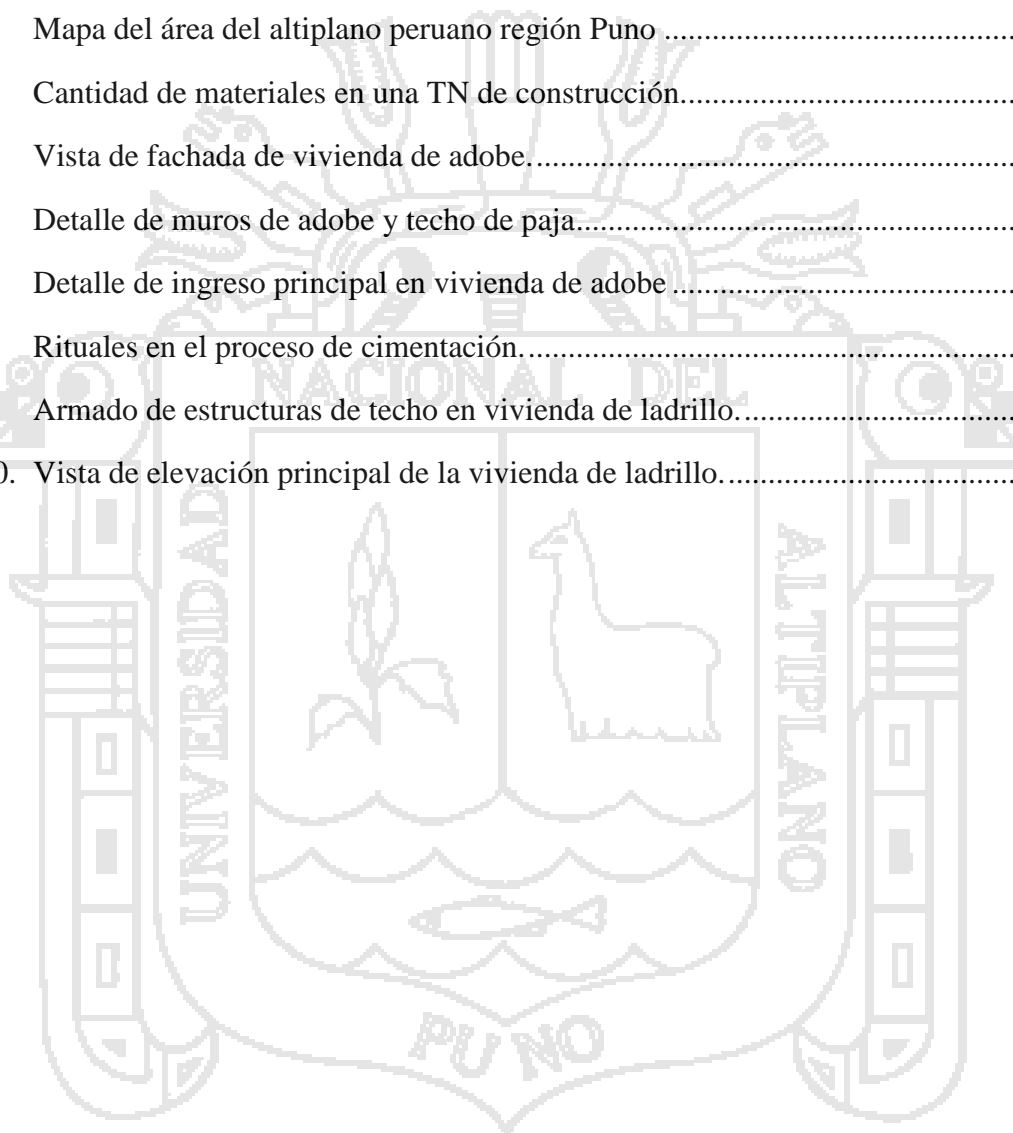 Mapa del área del altiplano peruano región Puno ....................................
Cantidad de materiales en una TN de construcción..................................
Vista de fachada de vivienda de adobe..................................................
Detalle de muros de adobe y techo de paja.............................................
Detalle de ingreso principal en vivienda de adobe ..................................
Rituales en el proceso de cimentación...................................................
Armado de estructuras de techo en vivienda de ladrillo...........................
0. Vista de elevación principal de la vivienda de ladrillo..............................
NACIONAL DEL
UNIVERSIDAD
ALTIPLANO
PUNO